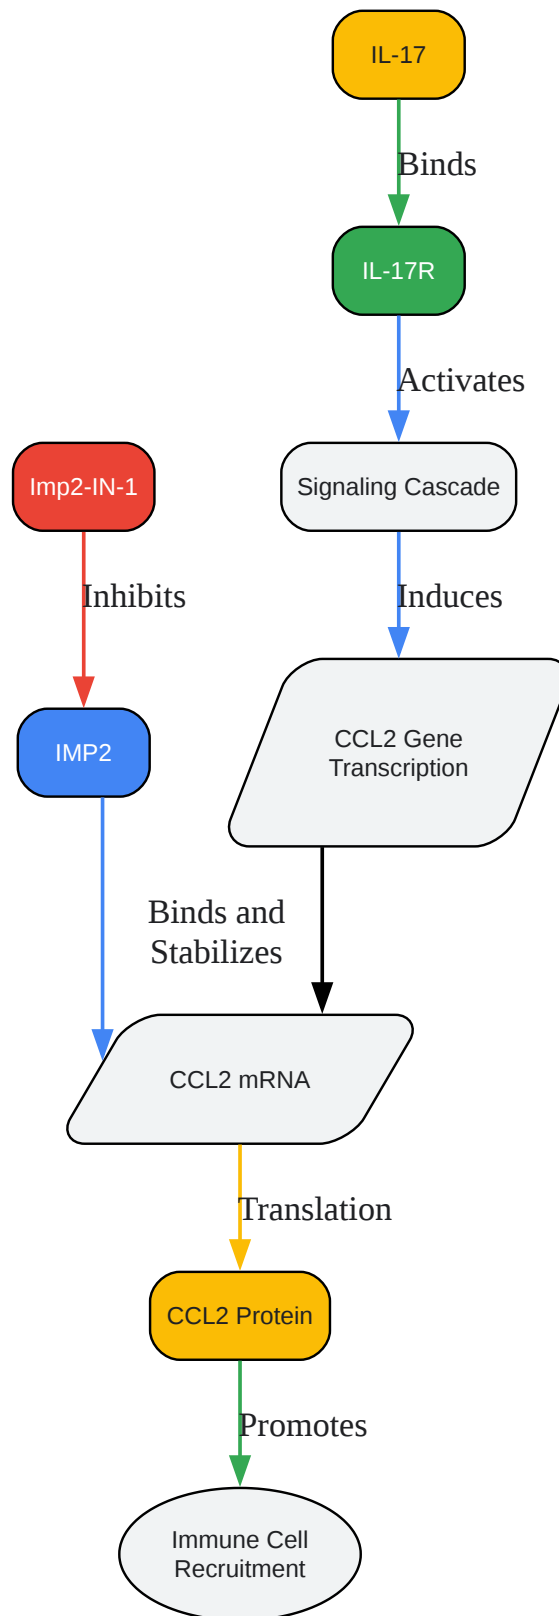 IL-17
Binds
IL-17R
Activates
Imp2-IN-1
Signaling Cascade
Inhibits
Induces
IMP2
CCL2 Gene
Transcription
Binds and
Stabilizes
CCL2 mRNA
Translation
CCL2 Protein
Promotes
Immune Cell
Recruitment